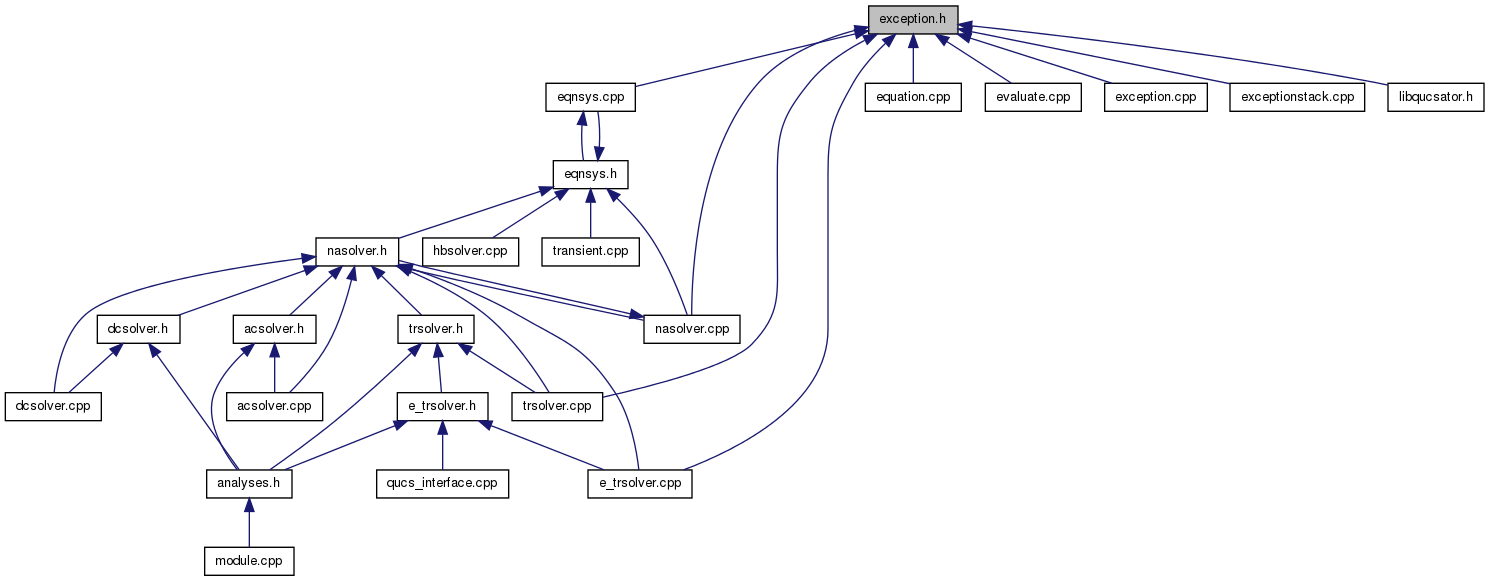 exception.h
eqnsys.cpp
equation.cpp
evaluate.cpp
exception.cpp
exceptionstack.cpp
libqucsator.h
eqnsys.h
nasolver.h
hbsolver.cpp
transient.cpp
dcsolver.h
acsolver.h
trsolver.h
nasolver.cpp
dcsolver.cpp
acsolver.cpp
e_trsolver.h
trsolver.cpp
analyses.h
qucs_interface.cpp
e_trsolver.cpp
module.cpp